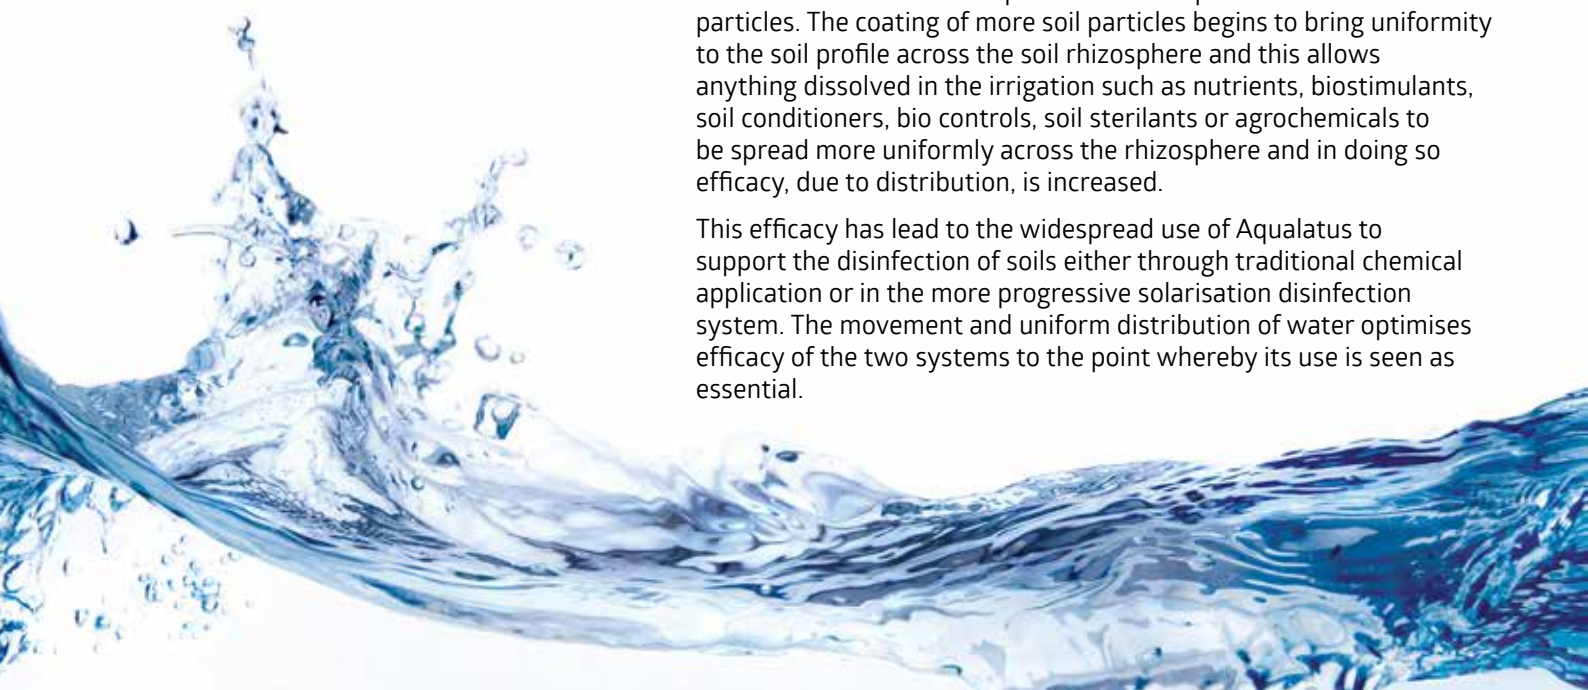 particles. The coating of more soil particles begins to bring uniformity
to the soil profile across the soil rhizosphere and this allows
anything dissolved in the irrigation such as nutrients, biostimulants,
soil conditioners, bio controls, soil sterilants or agrochemicals to
be spread more uniformly across the rhizosphere and in doing so
efficacy, due to distribution, is increased.
This efficacy has lead to the widespread use of Aqualatus to
support the disinfection of soils either through traditional chemical
application or in the more progressive solarisation disinfection
system. The movement and uniform distribution of water optimises
efficacy of the two systems to the point whereby its use is seen as
essential.